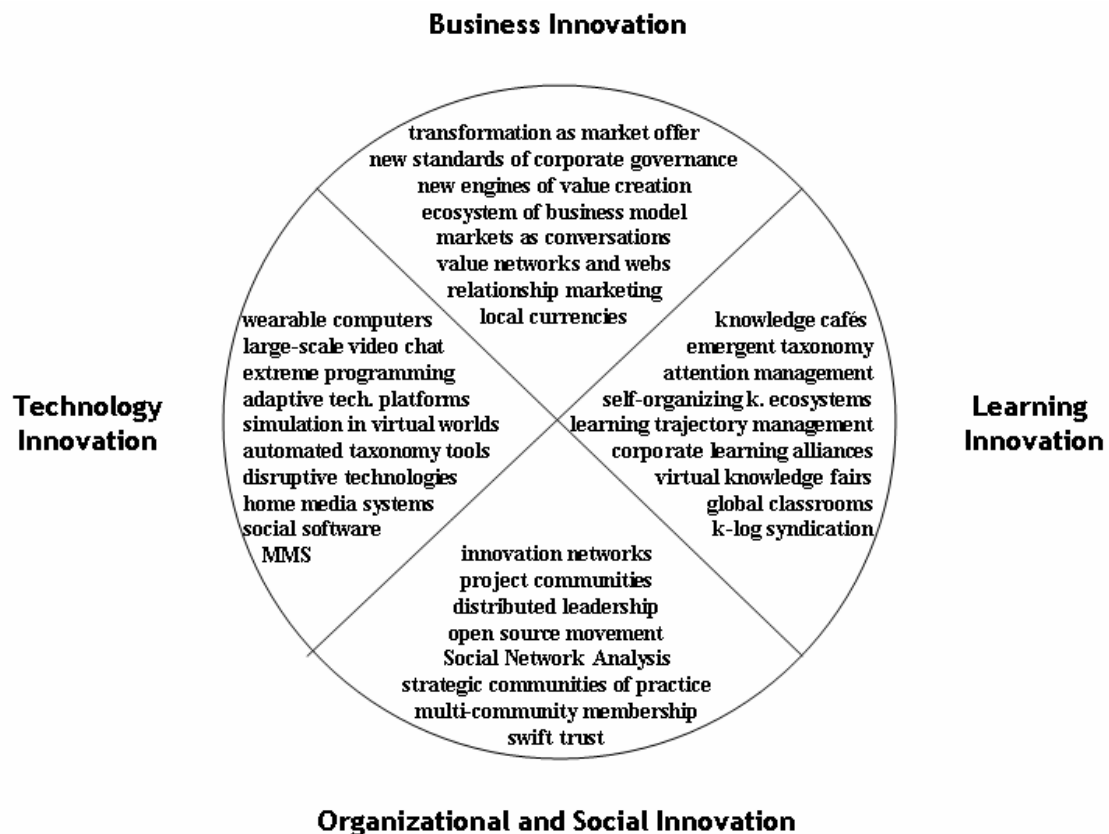 Business Innovation
transformation as market offer
new standards of corporate governance
new engines of value creation
ecosystem of business model
markets as conversations
value networks and webs
relationship marketing
local currencies
Technology
Innovation
wearable computers
large-scale video chat
extreme programming
adaptive tech. platforms
simulation in virtual worlds
automated taxonomy tools
disruptive technologies
home media systems
social software
MMS
knowledge cafés
emergent taxonomy
attention management
self-organizing k. ecosystems
learning trajectory management
corporate learning alliances
virtual knowledge fairs
global classrooms
k-log syndication
Learning
Innovation
innovation networks
project communities
distributed leadership
open source movement
Social Network Analysis
strategic communities of practice
multi-community membership
swift trust
Organizational and Social Innovation